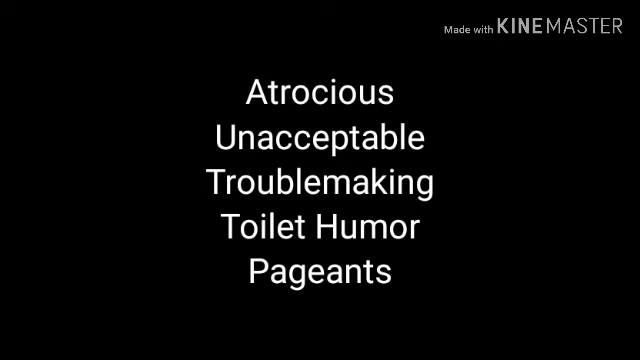 Made with KINEMASTER
Atrocious
Unacceptable
Troublemaking
Toilet Humor
Pageants